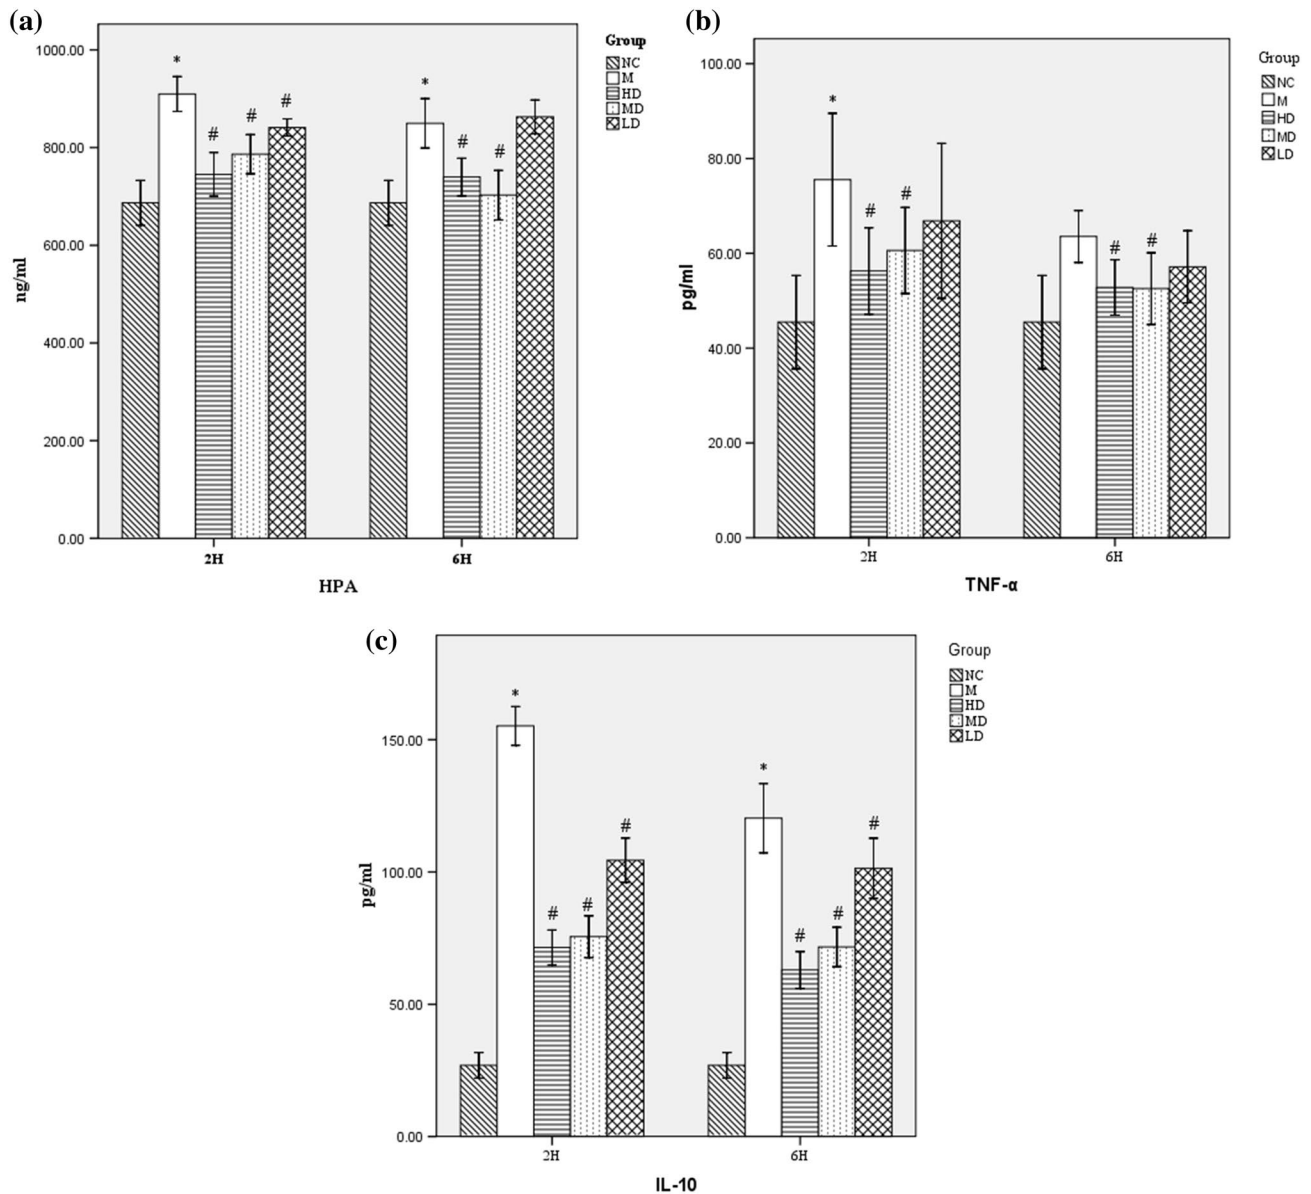 (a)
1000.00
800.00
600.00
400.00
200.00
0.00
ng/ml
*
#
#
#
*
#
#
2H
6H
HPA
Group
NC
M
HD
MD
LD
(b)
100.00
80.00
60.00
40.00
20.00
0.00
pg/ml
*
#
#
#
#
2H
6H
TNF-α
Group
NC
M
HD
MD
LD
(c)
150.00
100.00
50.00
0.00
pg/ml
*
#
#
#
*
#
#
#
2H
6H
IL-10
Group
NC
M
HD
MD
LD